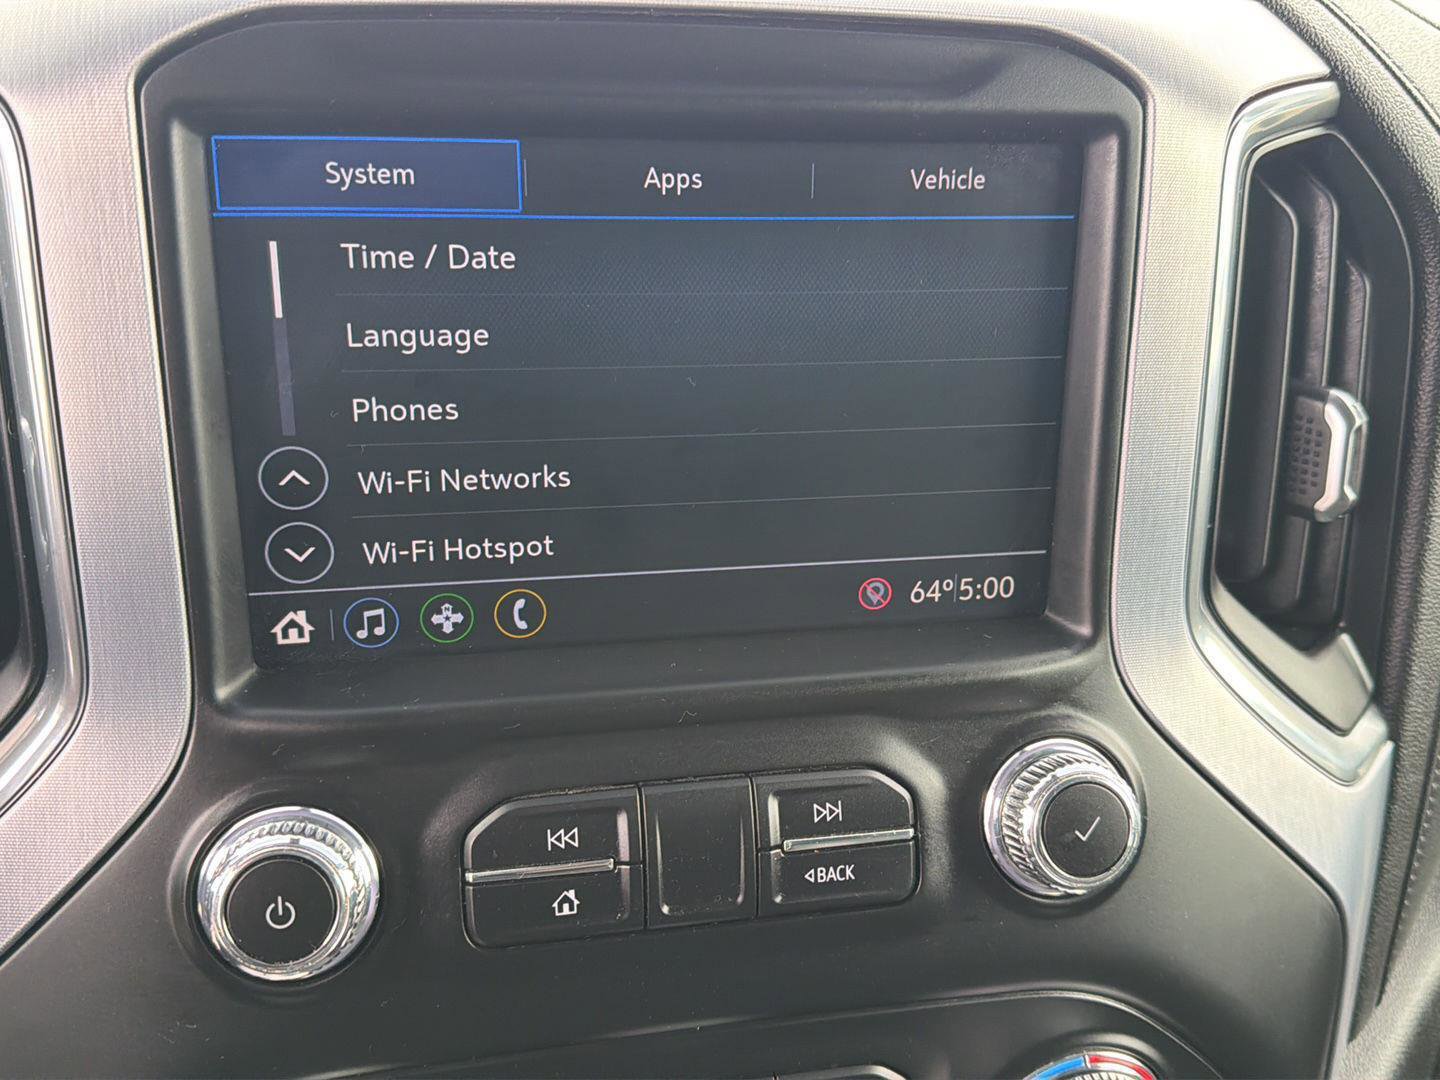 System Apps Vehicle
Time / Date
Language
Phones
Wi-Fi Networks
Wi-Fi Hotspot
N 64° 5:00
BACK